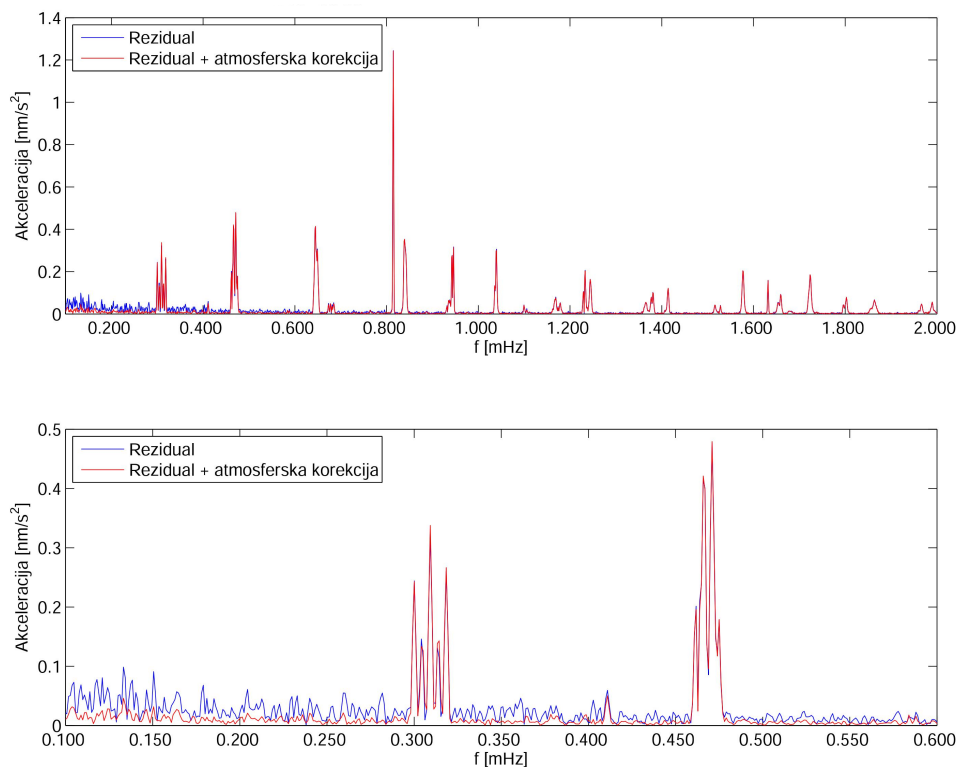 1.4
1.2
1
0.8
0.6
0.4
0.2
0
Akceleracija [nm/s²]
Rezidual
Rezidual + atmosferska korekcija
0.200 0.400 0.600 0.800 1.000 1.200 1.400 1.600 1.800 2.000
f [mHz]
0.5
0.4
0.3
0.2
0.1
0
Akceleracija [nm/s²]
Rezidual
Rezidual + atmosferska korekcija
0.100 0.150 0.200 0.250 0.300 0.350 0.400 0.450 0.500 0.550 0.600
f [mHz]